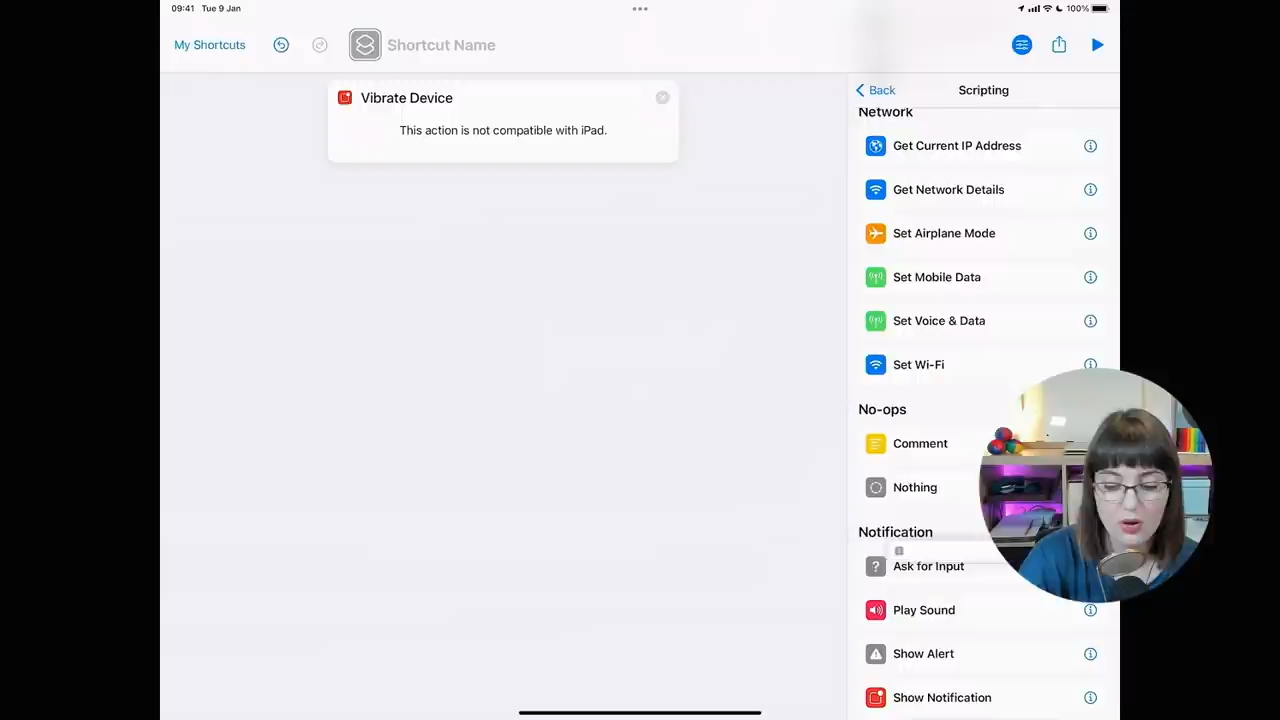 09:41 Tue 9 Jan
100%
My Shortcuts
Shortcut Name
Vibrate Device
This action is not compatible with iPad.
Back
Scripting
Network
Get Current IP Address
Get Network Details
Set Airplane Mode
Set Mobile Data
Set Voice & Data
Set Wi-Fi
No-ops
Comment
Nothing
Notification
Ask for Input
Play Sound
Show Alert
Show Notification